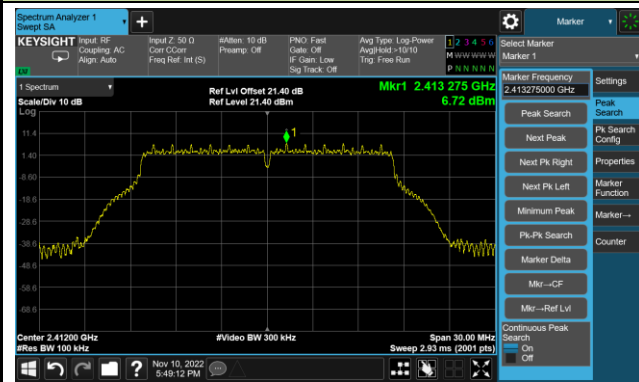 Spectrum Analyzer 1
Swept SA
Marker
KEYSIGHT
Input: RF
Coupling: AC
Align: Auto
Input Z: 50 Ω
Corr CCorr
Freq Ref: Int (S)
#Atten: 10 dB
Preamp: Off
PNO: Fast
Gate: Off
IF Gain: Low
Sig Track: Off
Avg Type: Log-Power
Avg|Hold:>10/10
Trig: Free Run
1 2 3 4 5 6
M W W W W W
P N N N N N
LXI
Select Marker
Marker 1
1 Spectrum
Scale/Div 10 dB
Log
Ref Lvl Offset 21.40 dB
Ref Level 21.40 dBm
Mkr1 2.413 275 GHz
6.72 dBm
1
11.4
1.40
-8.60
-18.6
-28.6
-38.6
-48.6
-58.6
-68.6
Center 2.41200 GHz
#Res BW 100 kHz
#Video BW 300 kHz
Span 30.00 MHz
Sweep 2.93 ms (2001 pts)
Marker Frequency
2.413275000 GHz
Peak Search
Next Peak
Next Pk Right
Next Pk Left
Minimum Peak
Pk-Pk Search
Marker Delta
Mkr→CF
Mkr→Ref Lvl
Continuous Peak
Search
On
Off
Settings
Peak
Search
Pk Search
Config
Properties
Marker
Function
Marker→
Counter
?
Nov 10, 2022
5:49:12 PM